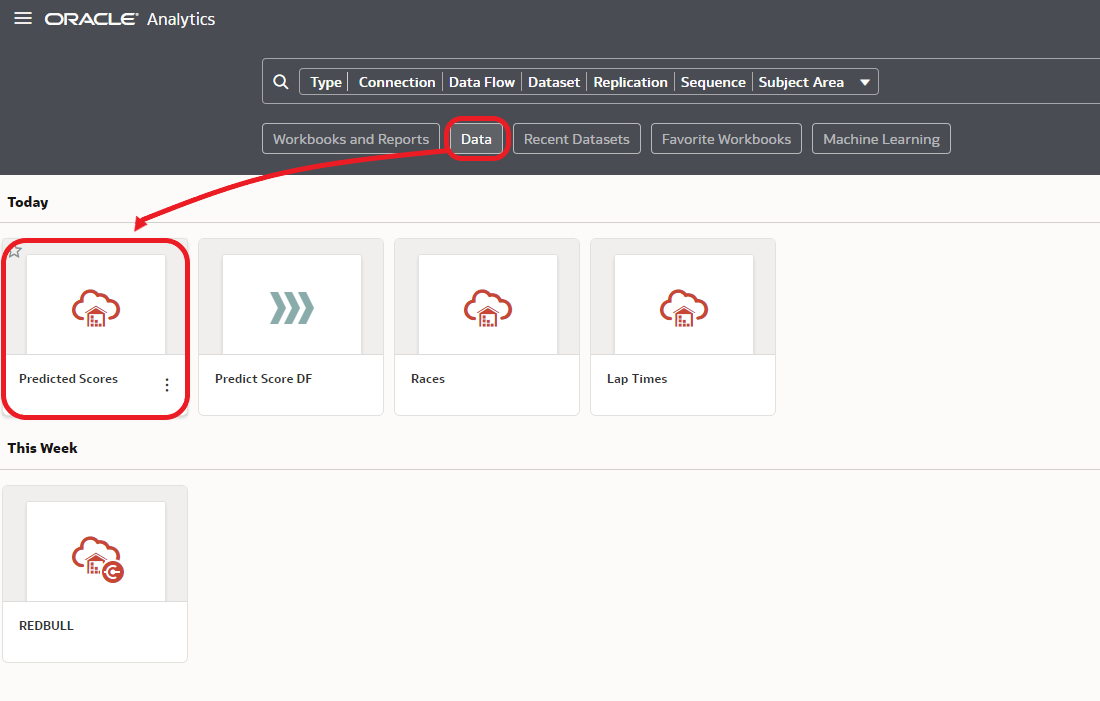 ORACLE® Analytics
Type Connection Data Flow Dataset Replication Sequence Subject Area
Workbooks and Reports Data Recent Datasets Favorite Workbooks Machine Learning
Today
Predicted Scores Predict Score DF Races Lap Times
This Week
REDBULL